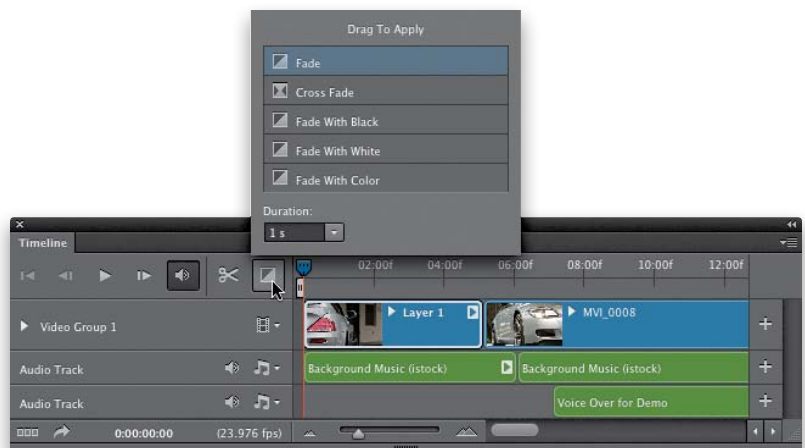 Drag To Apply
Fade
Cross Fade
Fade With Black
Fade With White
Fade With Color
Duration:
1 s
Timeline
02:00f 04:00f 06:00f 08:00f 10:00f 12:00f
Video Group 1
Layer 1
MVI_0008
Audio Track
Background Music (istock)
Background Music (istock)
Audio Track
Voice Over for Demo
0:00:00:00 (23.976 fps)